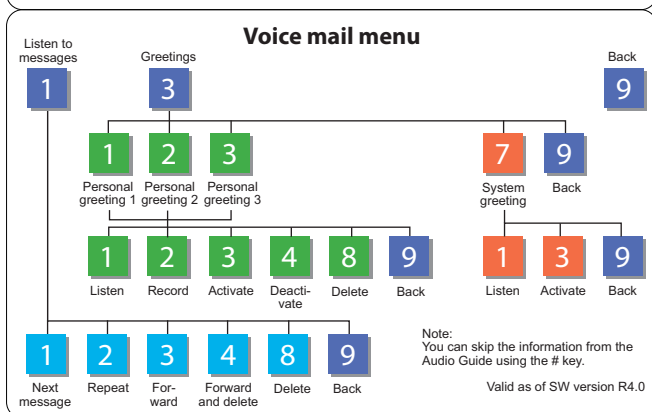 Voice mail menu
Listen to
messages
Greetings
Back
1
3
9
1
2
3
7
9
Personal
greeting 1
Personal
greeting 2
Personal
greeting 3
System
greeting
Back
1
2
3
4
8
9
1
3
9
Listen
Record
Activate
Deacti-
vate
Delete
Back
Listen
Activate
Back
1
2
3
4
8
9
Next
message
Repeat
For-
ward
Forward
and delete
Delete
Back
Note:
You can skip the information from the
Audio Guide using the # key.
Valid as of SW version R4.0